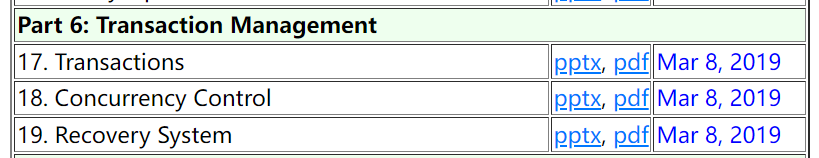 Part 6: Transaction Management
17. Transactions pptx, pdf Mar 8, 2019
18. Concurrency Control pptx, pdf Mar 8, 2019
19. Recovery System pptx, pdf Mar 8, 2019